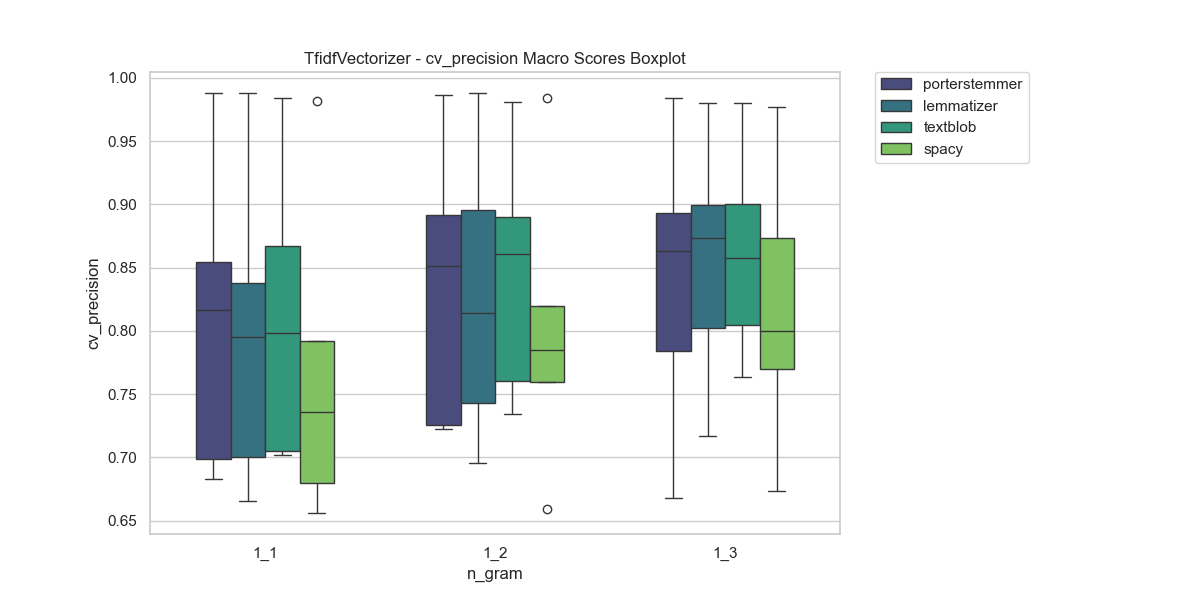 TfidfVectorizer - cv_precision Macro Scores Boxplot
1.00
0.95
0.90
0.85
0.80
0.75
0.70
0.65
cv_precision
1_1
1_2
1_3
n_gram
porterstemmer
lemmatizer
textblob
spacy